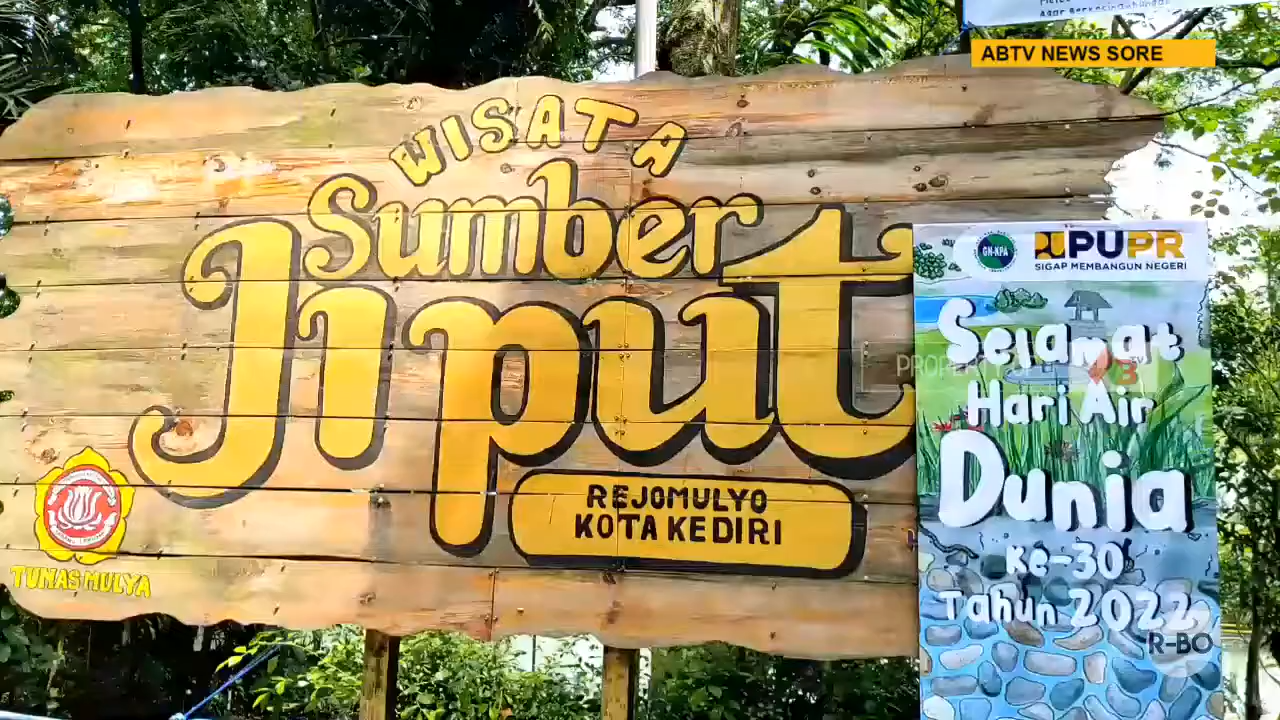 ABTV NEWS SORE
WISATA
Sumber
Jiput
REJOMULYO
KOTA KEDIRI
TUNAS MULYA
GN-KPA
PUPR
SIGAP MEMBANGUN NEGERI
Selamat
Hari Air
Dunia
Ke-30
Tahun 2022
R-BO